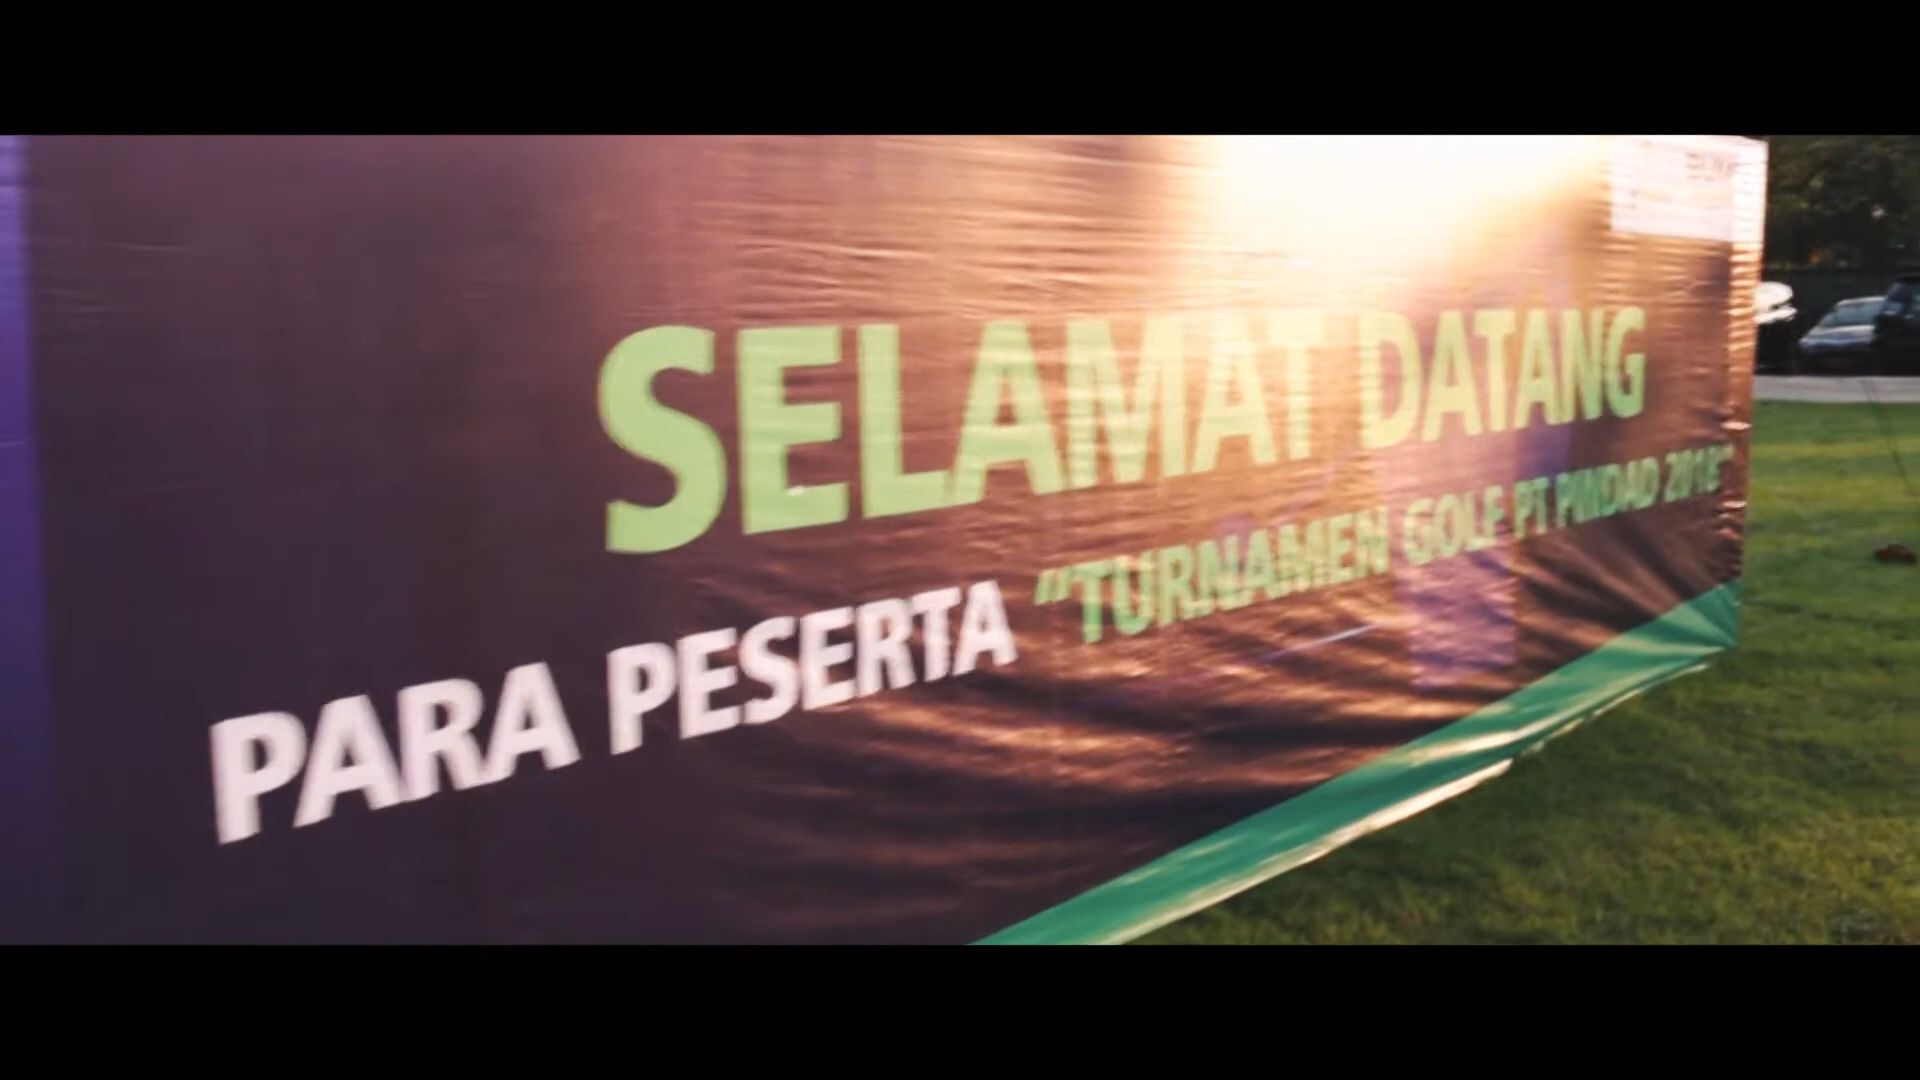 SELAMAT DATANG
PARA PESERTA “TURNAMEN GOLF PT PINDAD 2018”